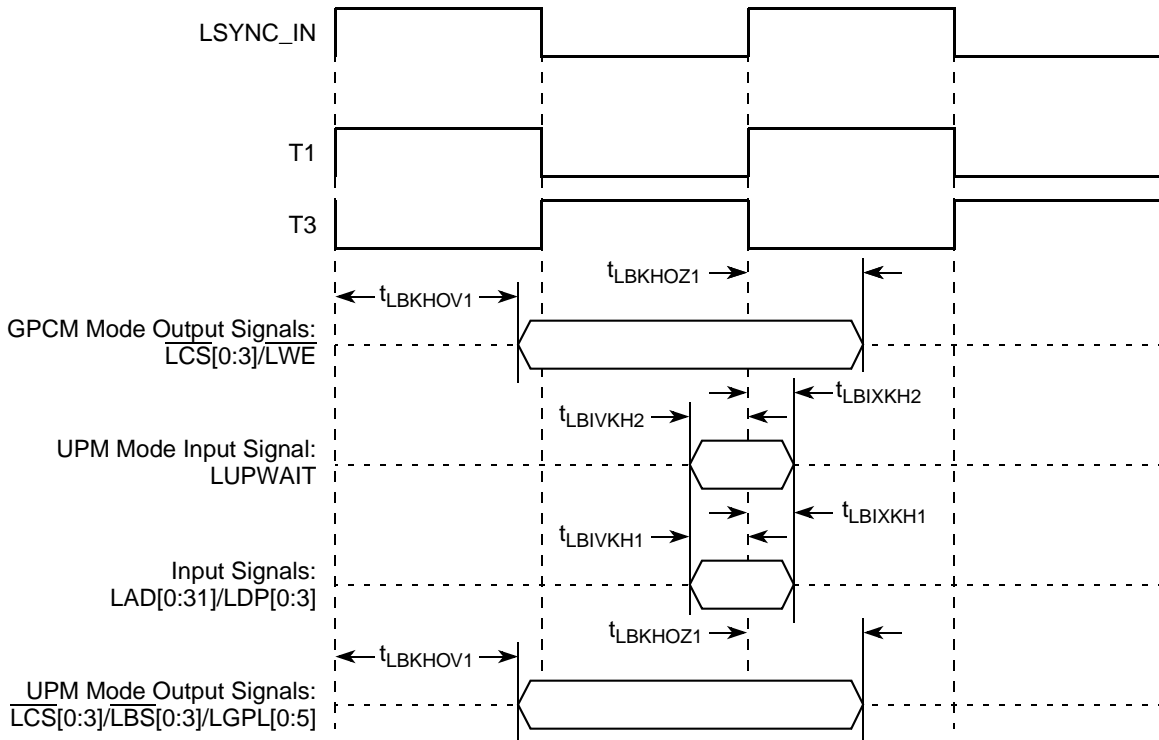 LSYNC_IN
T1
T3
tLBKHOZ1
tLBKHOV1
GPCM Mode Output Signals:
LCS[0:3]/LWE
tLBIXKH2
tLBIVKH2
UPM Mode Input Signal:
LUPWAIT
tLBIXKH1
tLBIVKH1
Input Signals:
LAD[0:31]/LDP[0:3]
tLBKHOZ1
tLBKHOV1
UPM Mode Output Signals:
LCS[0:3]/LBS[0:3]/LGPL[0:5]